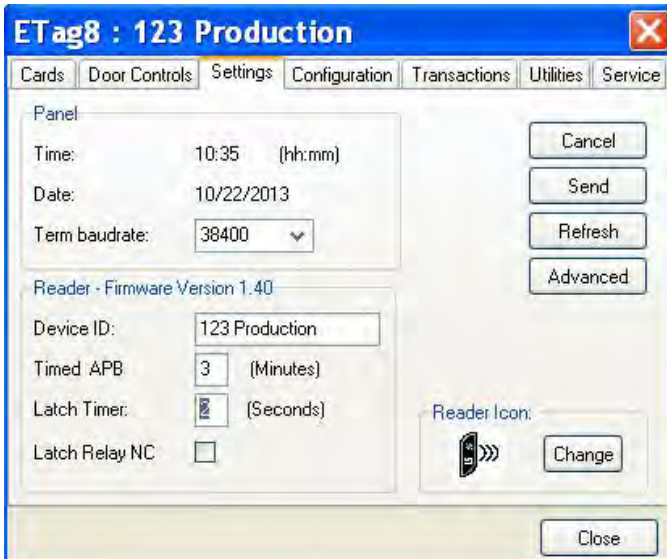 ETag8 : 123 Production
Cards Door Controls Settings Configuration Transactions Utilities Service
Panel
Time: 10:35 (hh:mm)
Date: 10/22/2013
Term baudrate: 38400
Cancel
Send
Refresh
Advanced
Reader - Firmware Version 1.40
Device ID: 123 Production
Timed APB 3 (Minutes)
Latch Timer: 2 (Seconds)
Latch Relay NC
Reader Icon:
Change
Close